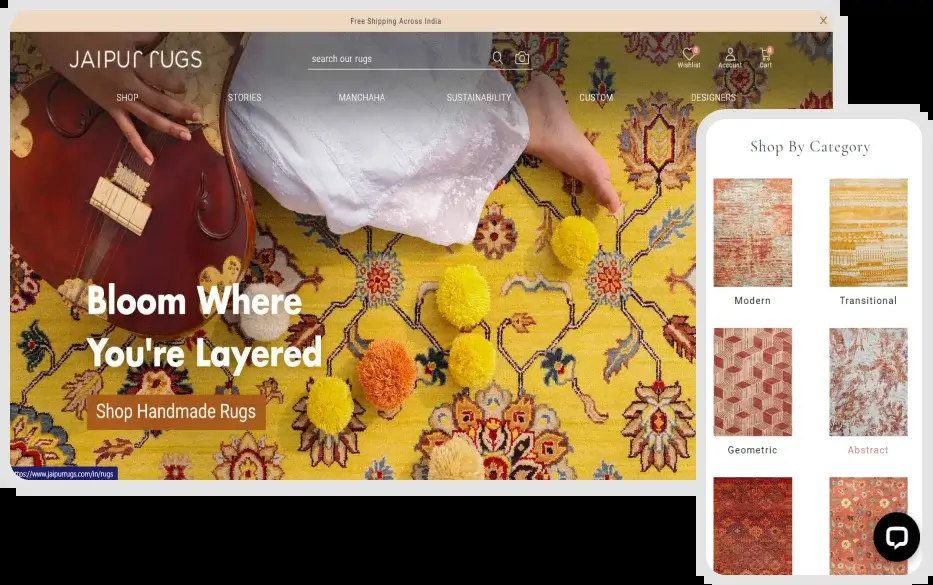 Free Shipping Across India
X
JAIPUR RUGS
search our rugs
Wishlist
Account
Cart
SHOP
STORIES
MANCHAHA
SUSTAINABILITY
CUSTOM
DESIGNERS
Bloom Where
You're Layered
Shop Handmade Rugs
https://www.jaipurrugs.com/in/rugs
Shop By Category
Modern
Transitional
Geometric
Abstract